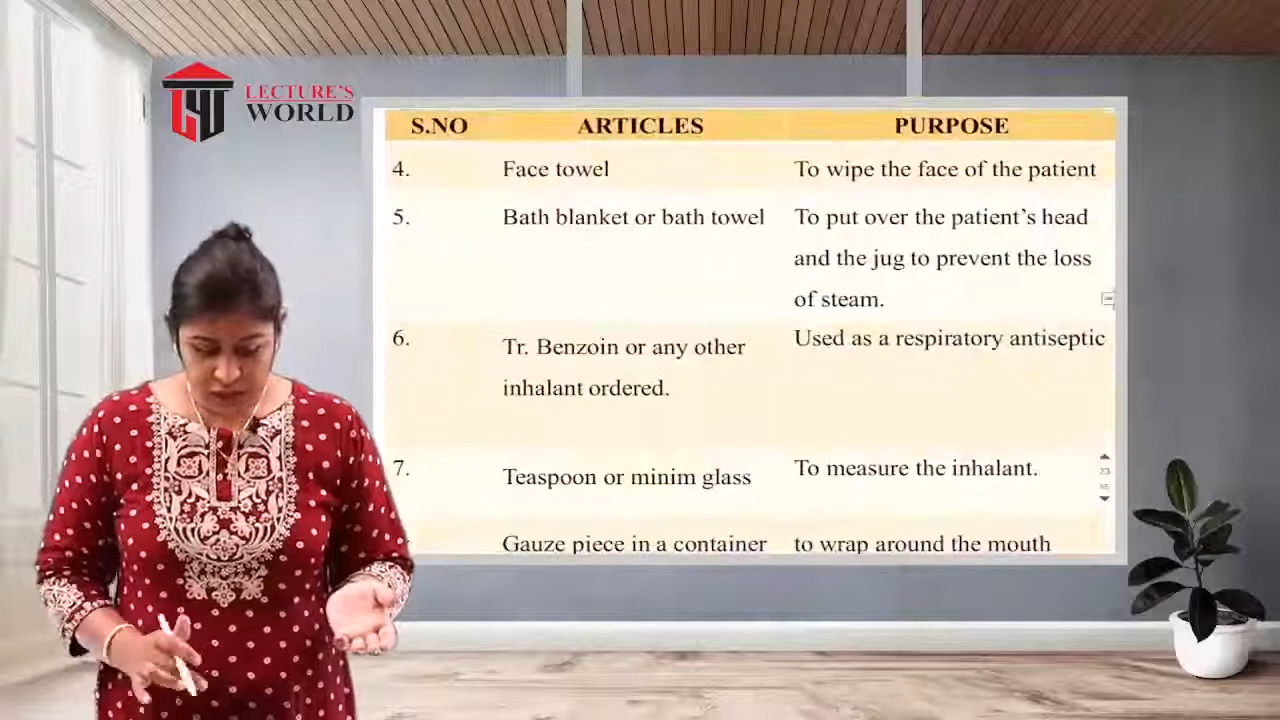 LECTURE'S
WORLD
S.NO ARTICLES PURPOSE
4. Face towel To wipe the face of the patient
5. Bath blanket or bath towel To put over the patient’s head
and the jug to prevent the loss
of steam.
6. Tr. Benzoin or any other Used as a respiratory antiseptic
inhalant ordered.
7. Teaspoon or minim glass To measure the inhalant.
Gauze piece in a container to wrap around the mouth